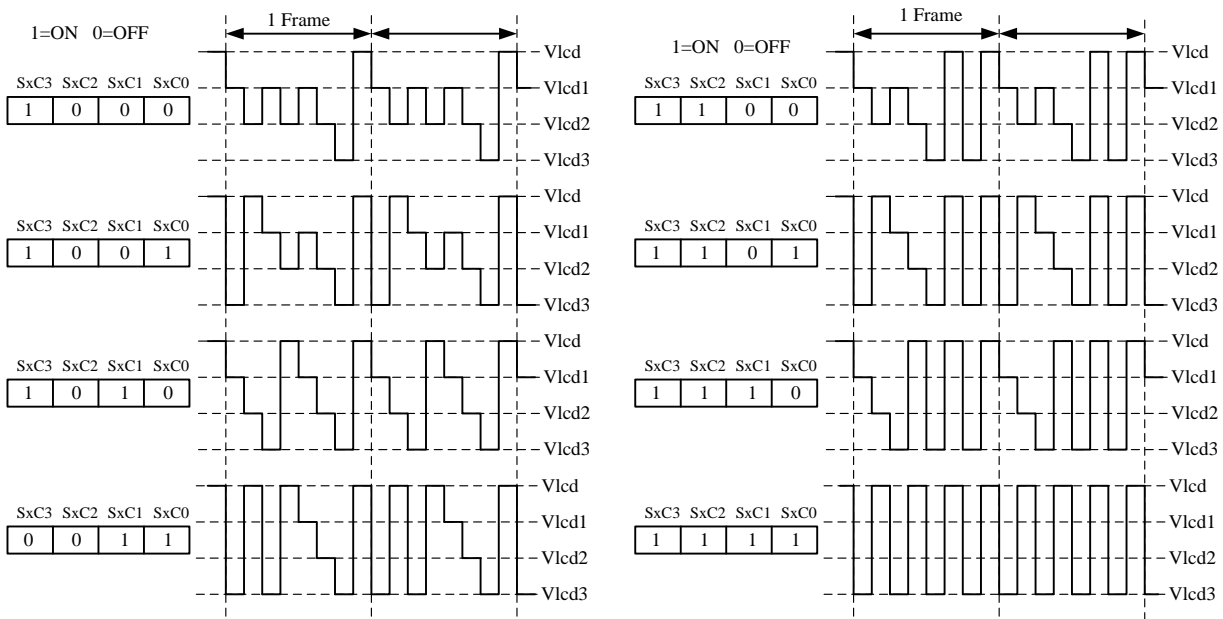 1 Frame
1=ON 0=OFF
SxC3 SxC2 SxC1 SxC0
1 0 0 0
Vlcd
Vlcd1
Vlcd2
Vlcd3
SxC3 SxC2 SxC1 SxC0
1 0 0 1
Vlcd
Vlcd1
Vlcd2
Vlcd3
SxC3 SxC2 SxC1 SxC0
1 0 1 0
Vlcd
Vlcd1
Vlcd2
Vlcd3
SxC3 SxC2 SxC1 SxC0
0 0 1 1
Vlcd
Vlcd1
Vlcd2
Vlcd3
1 Frame
1=ON 0=OFF
SxC3 SxC2 SxC1 SxC0
1 1 0 0
Vlcd
Vlcd1
Vlcd2
Vlcd3
SxC3 SxC2 SxC1 SxC0
1 1 0 1
Vlcd
Vlcd1
Vlcd2
Vlcd3
SxC3 SxC2 SxC1 SxC0
1 1 1 0
Vlcd
Vlcd1
Vlcd2
Vlcd3
SxC3 SxC2 SxC1 SxC0
1 1 1 1
Vlcd
Vlcd1
Vlcd2
Vlcd3